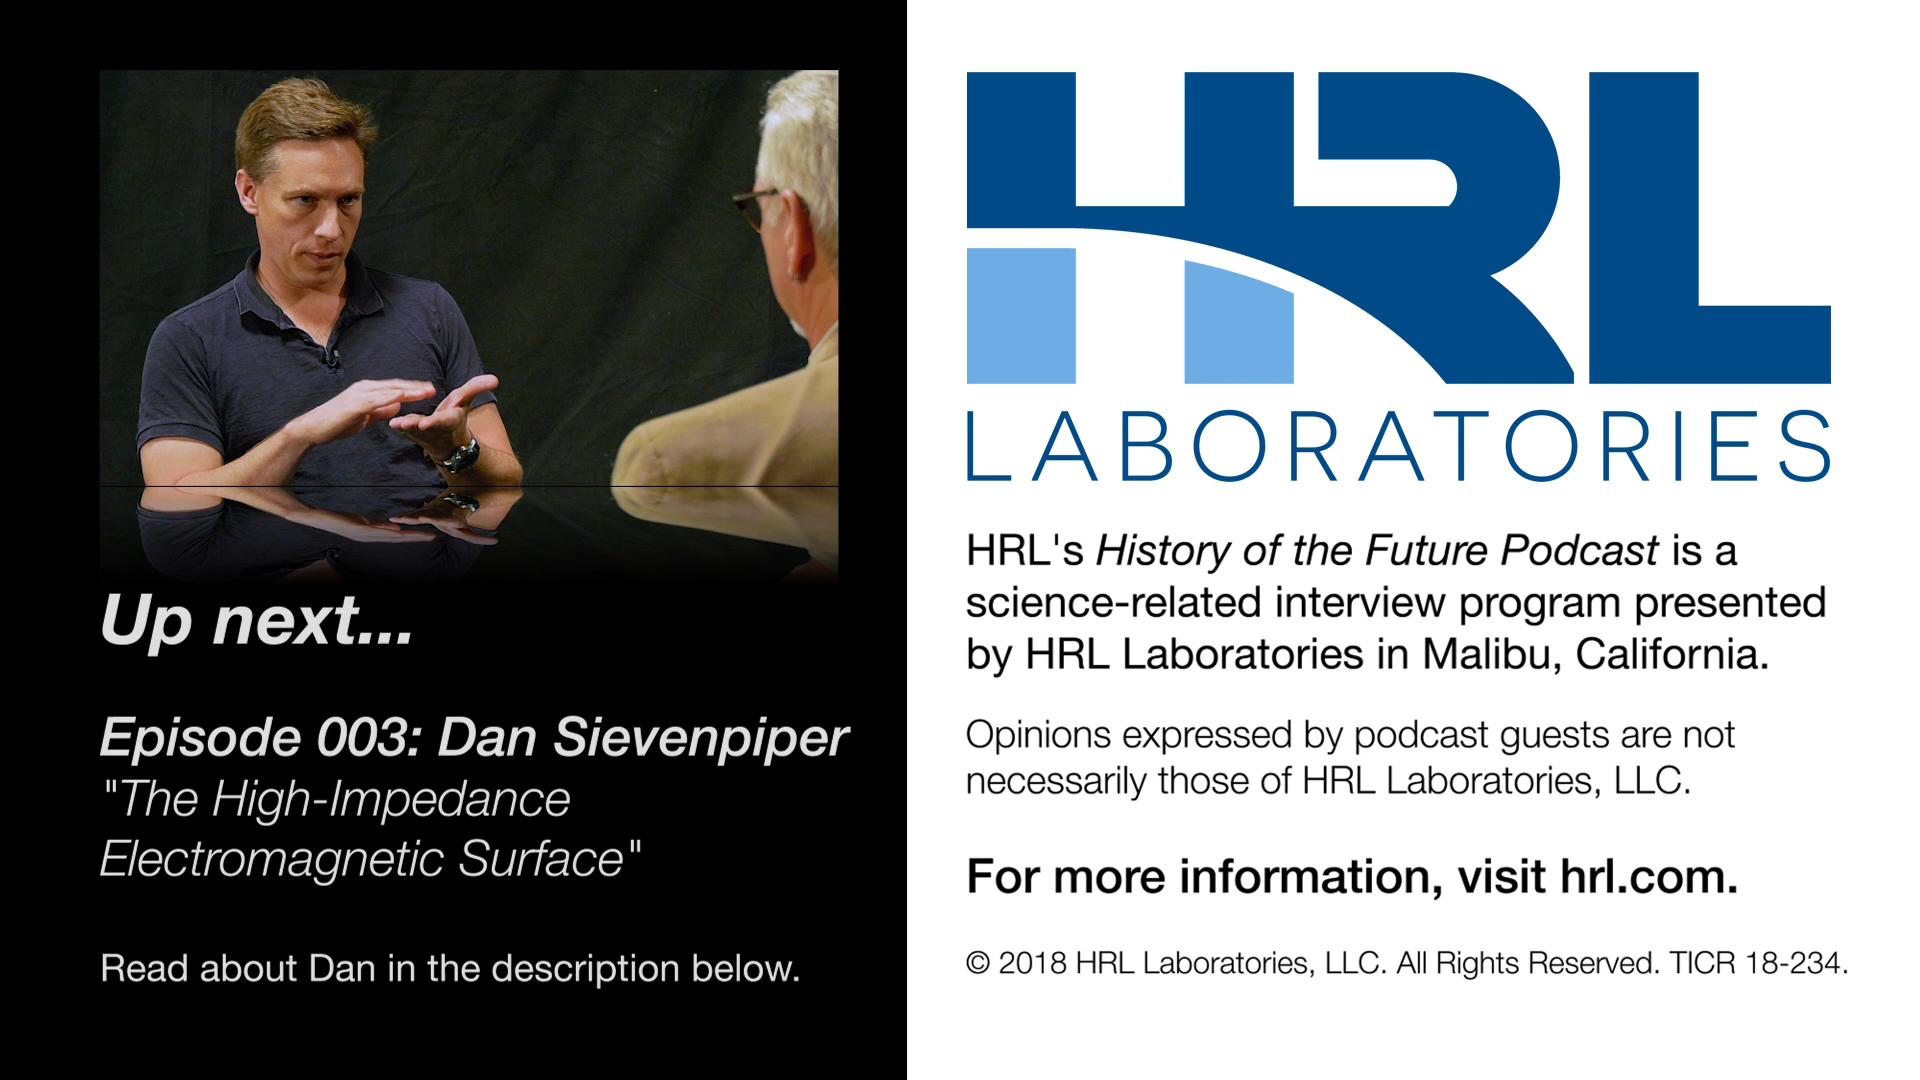 Up next...
Episode 003: Dan Sievenpiper
"The High-Impedance
Electromagnetic Surface"
Read about Dan in the description below.
HRL
LABORATORIES
HRL's History of the Future Podcast is a
science-related interview program presented
by HRL Laboratories in Malibu, California.
Opinions expressed by podcast guests are not
necessarily those of HRL Laboratories, LLC.
For more information, visit hrl.com.
© 2018 HRL Laboratories, LLC. All Rights Reserved. TICR 18-234.